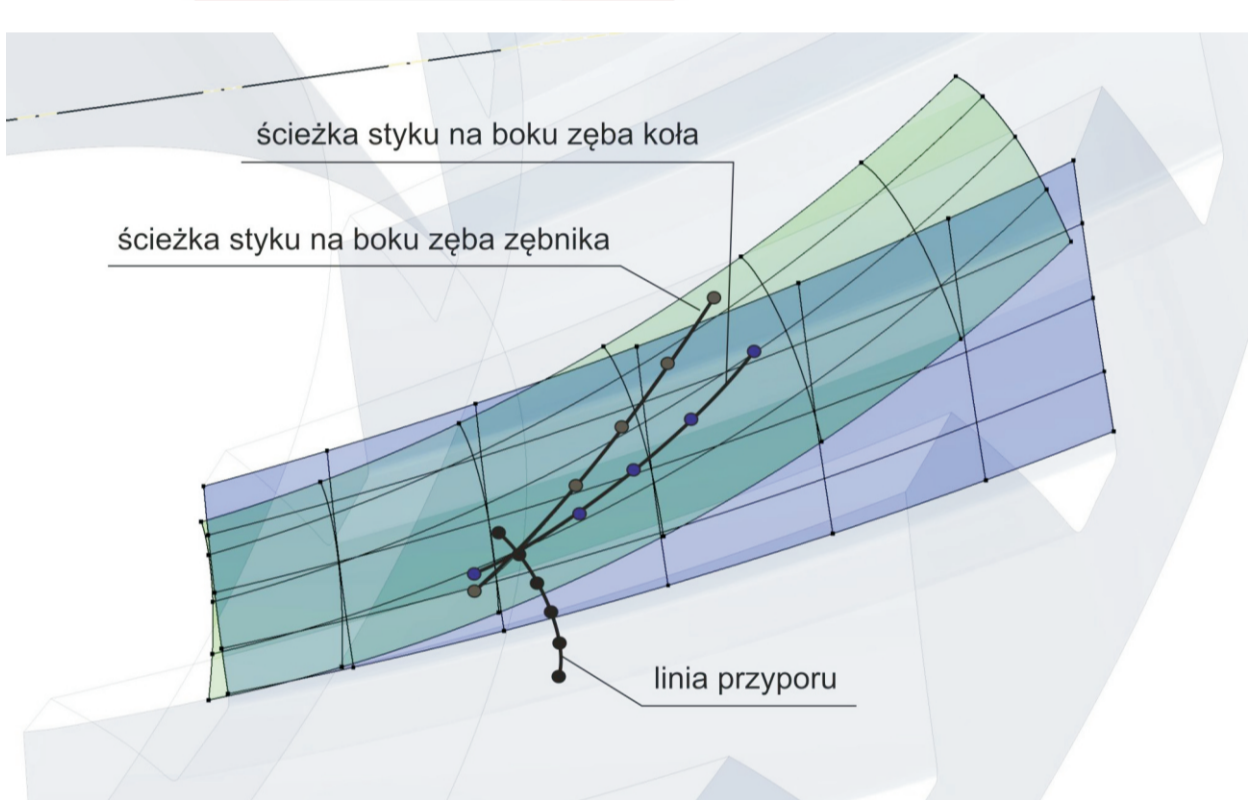 ścieżka styku na boku zęba koła
ścieżka styku na boku zęba zębnika
linia przyporu